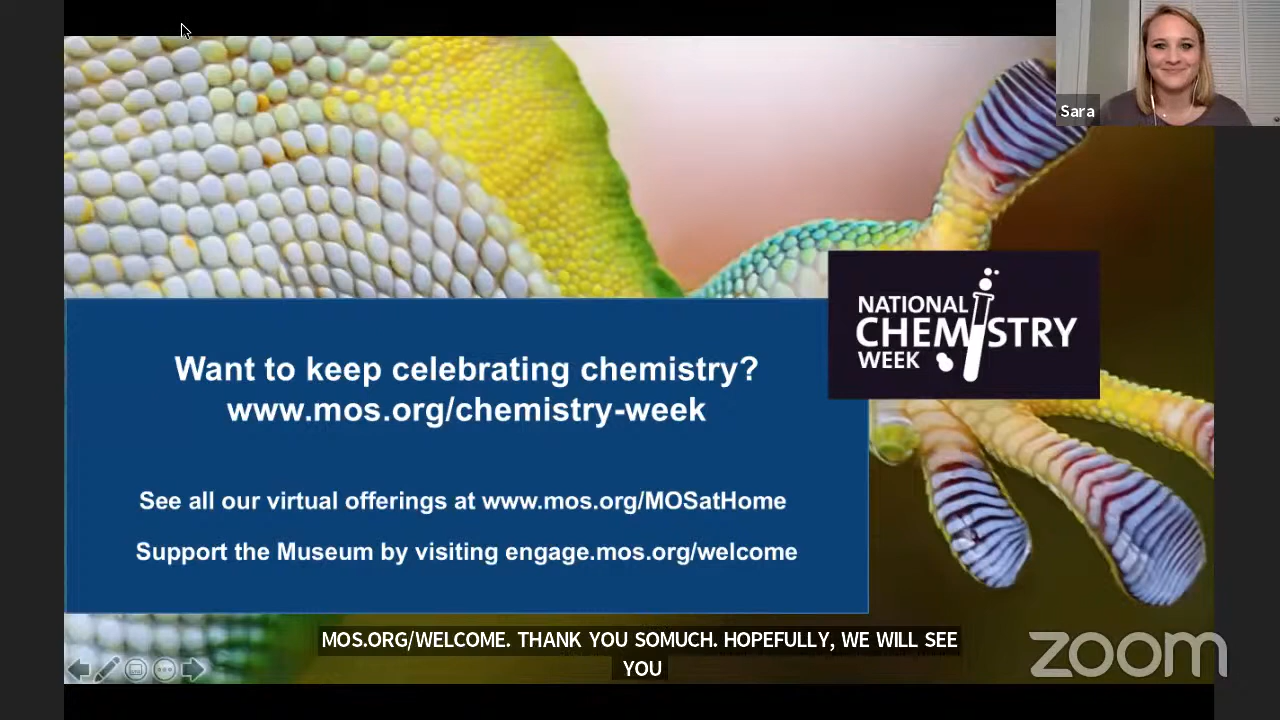 Sara
NATIONAL
CHEMISTRY
WEEK
Want to keep celebrating chemistry?
www.mos.org/chemistry-week
See all our virtual offerings at www.mos.org/MOSatHome
Support the Museum by visiting engage.mos.org/welcome
MOS.ORG/WELCOME. THANK YOU SOMUCH. HOPEFULLY, WE WILL SEE
YOU
zoom